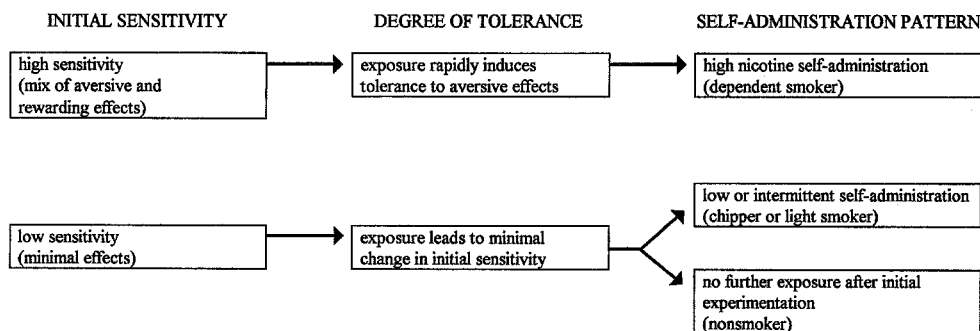 INITIAL SENSITIVITY
DEGREE OF TOLERANCE
SELF-ADMINISTRATION PATTERN
high sensitivity
(mix of aversive and
rewarding effects)
exposure rapidly induces
tolerance to aversive effects
high nicotine self-administration
(dependent smoker)
low sensitivity
(minimal effects)
exposure leads to minimal
change in initial sensitivity
low or intermittent self-administration
(chipper or light smoker)
no further exposure after initial
experimentation
(nonsmoker)